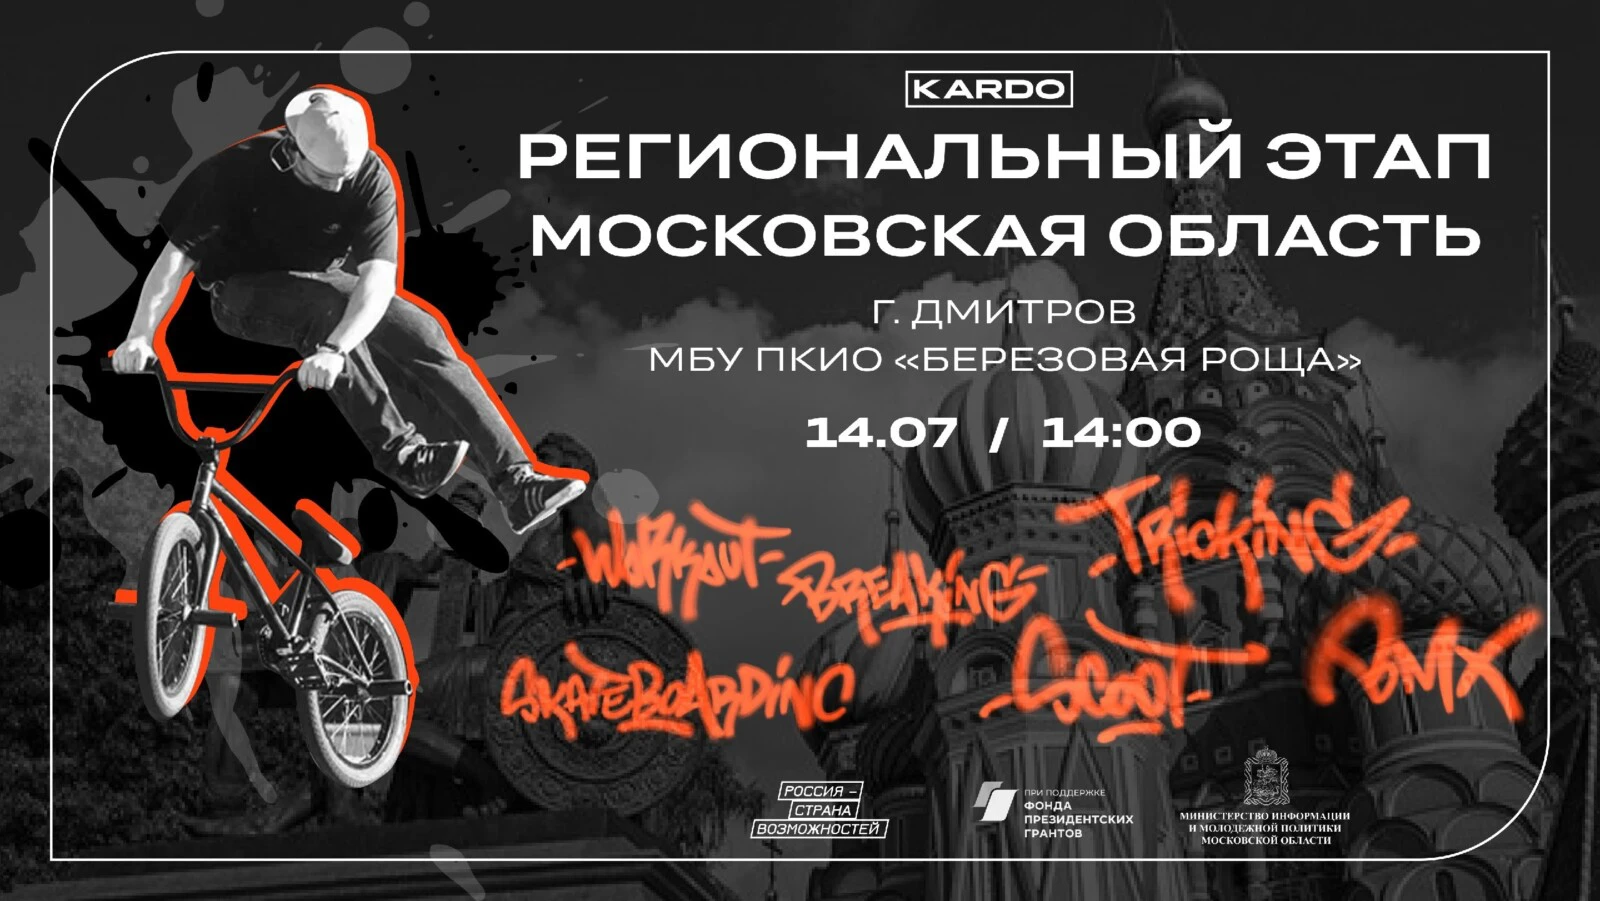 KARDO
РЕГИОНАЛЬНЫЙ ЭТАП
МОСКОВСКАЯ ОБЛАСТЬ
Г. ДМИТРОВ
МБУ ПКИО «БЕРЕЗОВАЯ РОЩА»
14.07 / 14:00
-WORKOUT-
BREAKING
-TRICKING-
SKATEBOARDING
SCOOT
BMX
РОССИЯ –
СТРАНА
ВОЗМОЖНОСТЕЙ
ПРИ ПОДДЕРЖКЕ
ФОНДА
ПРЕЗИДЕНТСКИХ
ГРАНТОВ
МИНИСТЕРСТВО ИНФОРМАЦИИ
И МОЛОДЕЖНОЙ ПОЛИТИКИ
МОСКОВСКОЙ ОБЛАСТИ